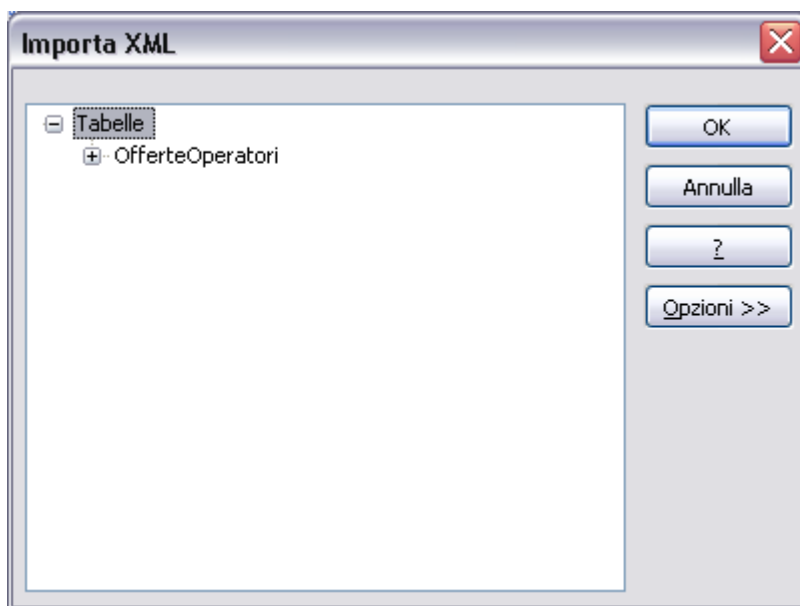 Importa XML
Tabelle
OfferteOperatori
OK
Annulla
?
Opzioni >>